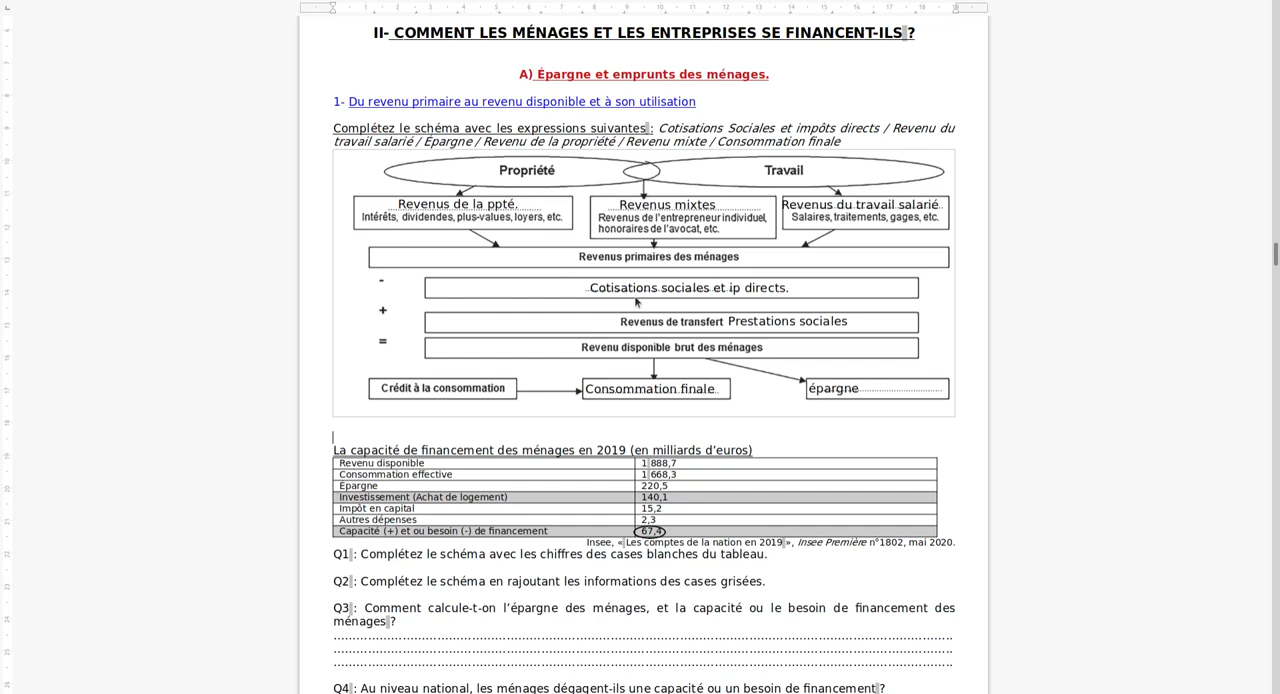 II- COMMENT LES MÉNAGES ET LES ENTREPRISES SE FINANCENT-ILS ?
A) Épargne et emprunts des ménages.
1- Du revenu primaire au revenu disponible et à son utilisation
Complétez le schéma avec les expressions suivantes : Cotisations Sociales et impôts directs / Revenu du
travail salarié / Épargne / Revenu de la propriété / Revenu mixte / Consommation finale
Propriété Travail
Revenus de la ppté. Revenus mixtes Revenus du travail salarié
Intérêts, dividendes, plus-values, loyers, etc. Revenus de l'entrepreneur individuel, Salaires, traitements, gages, etc.
honoraires de l'avocat, etc.
Revenus primaires des ménages
-
Cotisations sociales et ip directs.
+
Revenus de transfert Prestations sociales
=
Revenu disponible brut des ménages
Crédit à la consommation Consommation finale épargne
La capacité de financement des ménages en 2019 (en milliards d'euros)
Revenu disponible 1 888,7
Consommation effective 1 668,3
Épargne 220,5
Investissement (Achat de logement) 140,1
Impôt en capital 15,2
Autres dépenses 2,3
Capacité (+) et ou besoin (-) de financement 67,4
Insee, « Les comptes de la nation en 2019 », Insee Première n°1802, mai 2020.
Q1 : Complétez le schéma avec les chiffres des cases blanches du tableau.
Q2 : Complétez le schéma en rajoutant les informations des cases grisées.
Q3 : Comment calcule-t-on l'épargne des ménages, et la capacité ou le besoin de financement des
ménages ?
Q4 : Au niveau national, les ménages dégagent-ils une capacité ou un besoin de financement ?